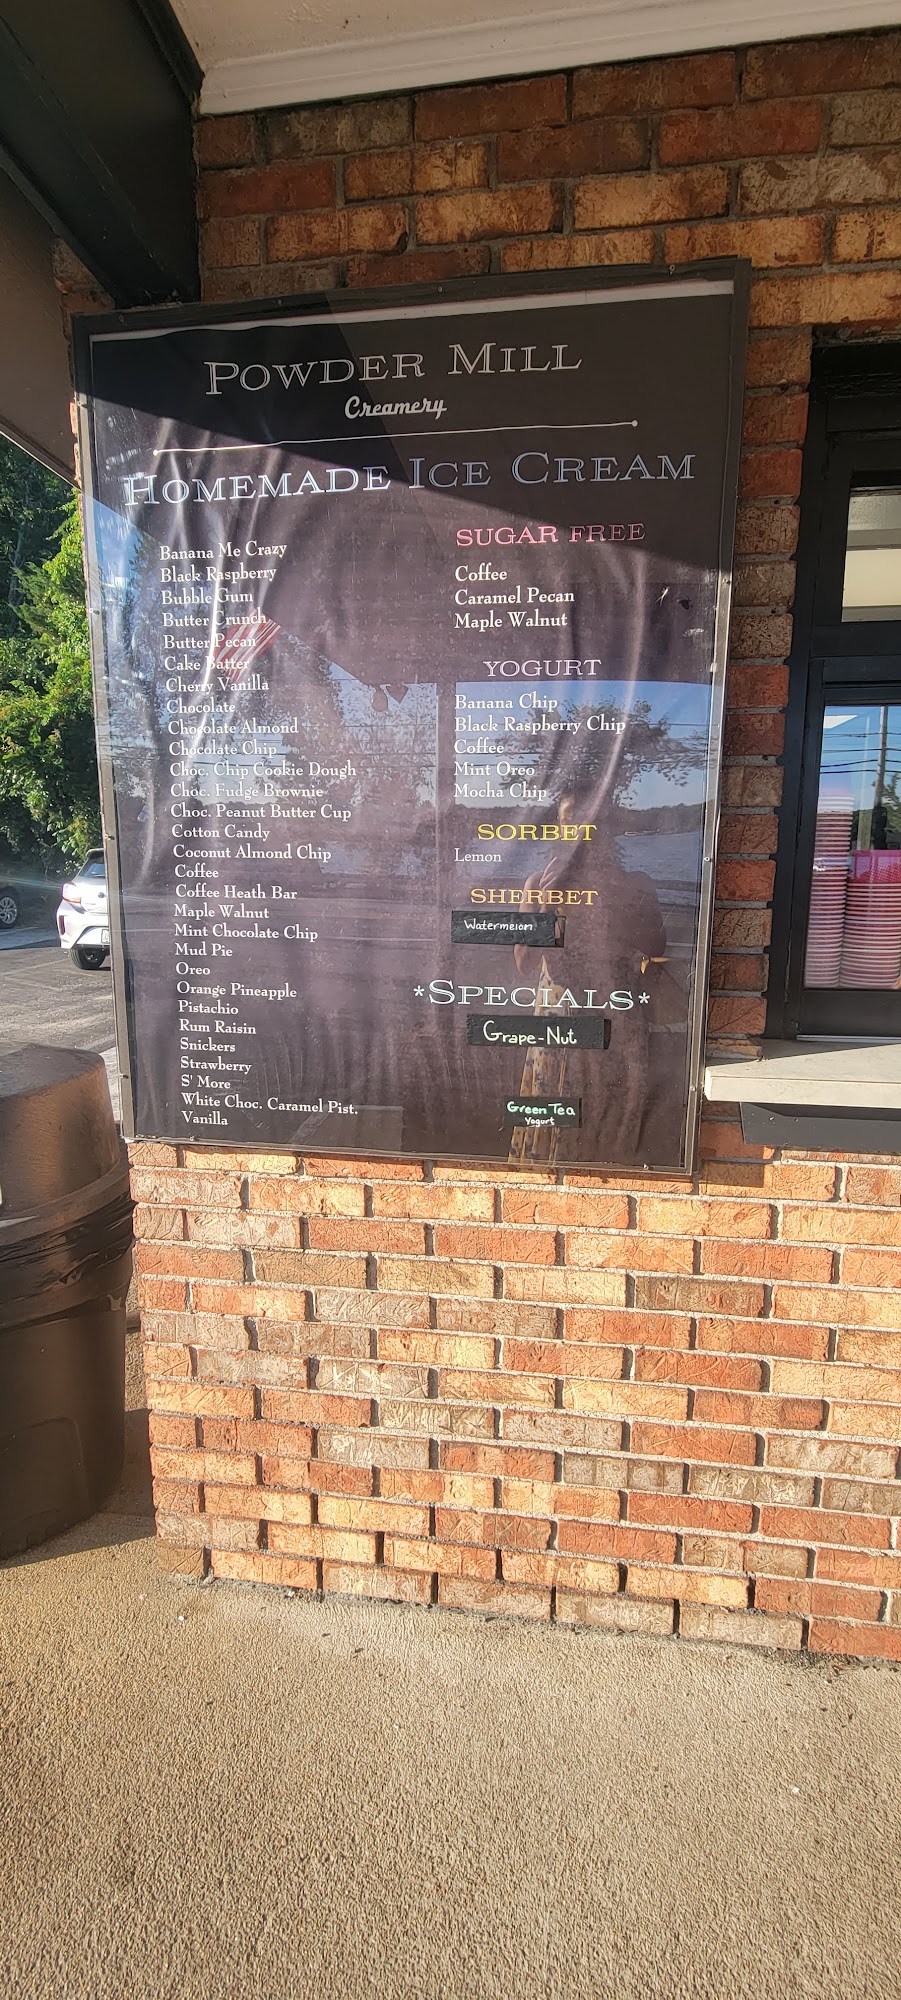 POWDER MILL
Creamery
HOMEMADE ICE CREAM
Banana Me Crazy
Black Raspberry
Bubble Gum
Butter Crunch
Butter Pecan
Cake Batter
Cherry Vanilla
Chocolate
Chocolate Almond
Chocolate Chip
Choc. Chip Cookie Dough
Choc. Fudge Brownie
Choc. Peanut Butter Cup
Cotton Candy
Coconut Almond Chip
Coffee
Coffee Heath Bar
Maple Walnut
Mint Chocolate Chip
Mud Pie
Oreo
Orange Pineapple
Pistachio
Rum Raisin
Snickers
Strawberry
S' More
White Choc. Caramel Pist.
Vanilla
SUGAR FREE
Coffee
Caramel Pecan
Maple Walnut
YOGURT
Banana Chip
Black Raspberry Chip
Coffee
Mint Oreo
Mocha Chip
SORBET
Lemon
SHERBET
Watermelon
*SPECIALS*
Grape-Nut
Green Tea
Yogurt